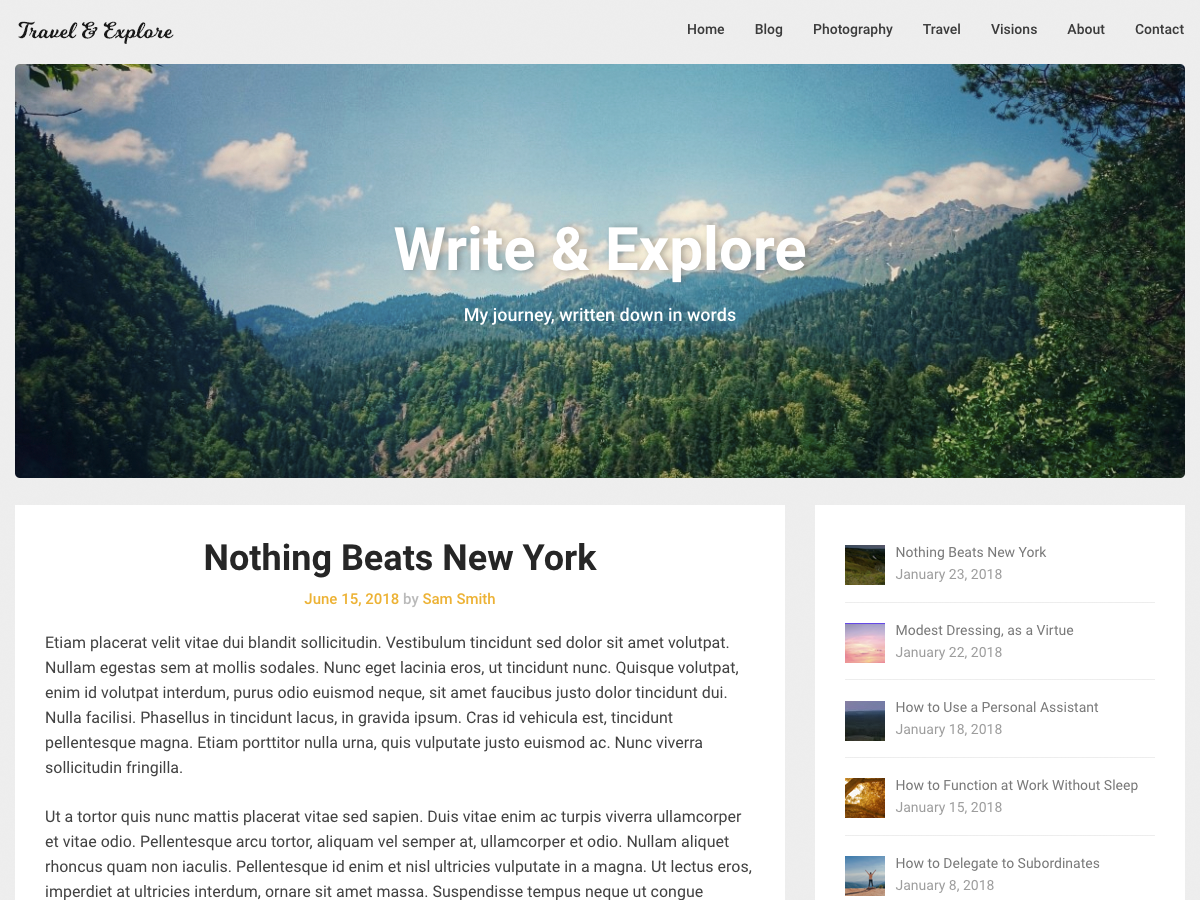 Travel & Explore
Home Blog Photography Travel Visions About Contact
Write & Explore
My journey, written down in words
Nothing Beats New York
June 15, 2018 by Sam Smith
Etiam placerat velit vitae dui blandit sollicitudin. Vestibulum tincidunt sed dolor sit amet volutpat.
Nullam egestas sem at mollis sodales. Nunc eget lacinia eros, ut tincidunt nunc. Quisque volutpat,
enim id volutpat interdum, purus odio euismod neque, sit amet faucibus justo dolor tincidunt dui.
Nulla facilisi. Phasellus in tincidunt lacus, in gravida ipsum. Cras id vehicula est, tincidunt
pellentesque magna. Etiam porttitor nulla urna, quis vulputate justo euismod ac. Nunc viverra
sollicitudin fringilla.
Ut a tortor quis nunc mattis placerat vitae sed sapien. Duis vitae enim ac turpis viverra ullamcorper
et vitae odio. Pellentesque arcu tortor, aliquam vel semper at, ullamcorper et odio. Nullam aliquet
rhoncus quam non iaculis. Pellentesque id enim et nisl ultricies vulputate in a magna. Ut lectus eros,
imperdiet at ultricies interdum, ornare sit amet massa. Suspendisse tempus neque ut congue
Nothing Beats New York
January 23, 2018
Modest Dressing, as a Virtue
January 22, 2018
How to Use a Personal Assistant
January 18, 2018
How to Function at Work Without Sleep
January 15, 2018
How to Delegate to Subordinates
January 8, 2018